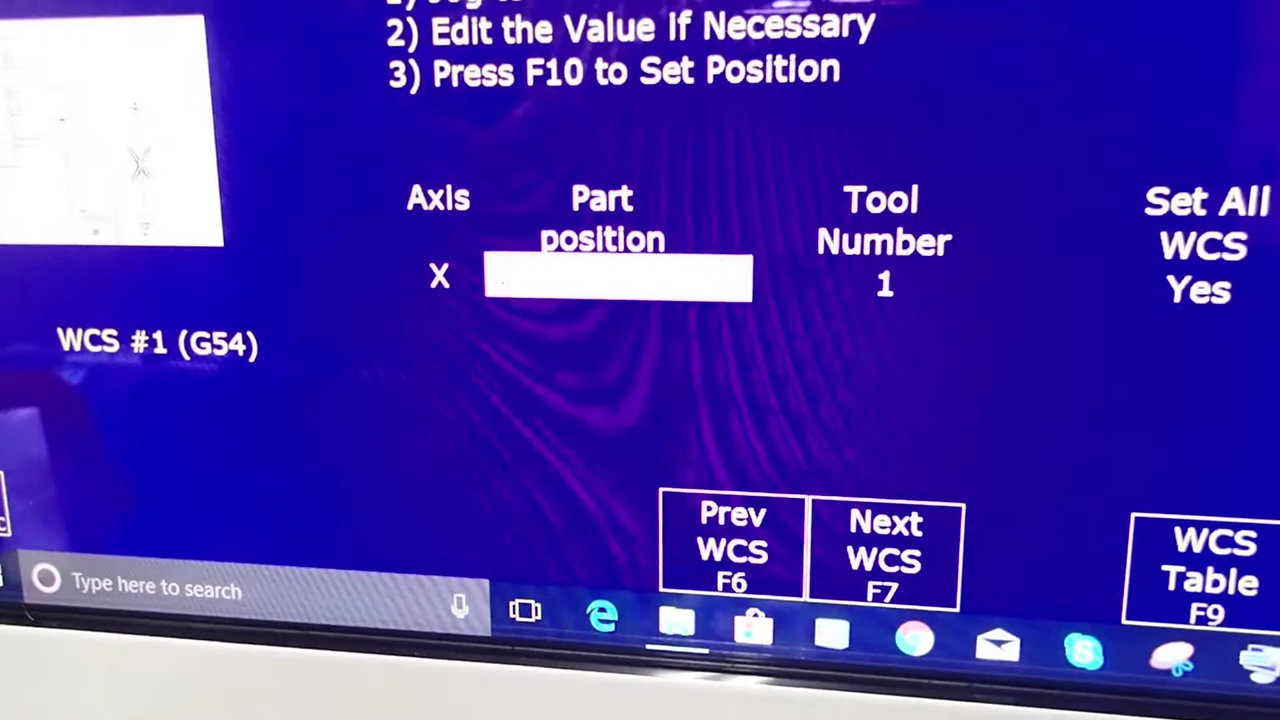 2) Edit the Value if Necessary
3) Press F10 to Set Position
Axis Part position Tool Number Set All WCS
X 1 Yes
WCS #1 (G54)
Prev WCS F6
Next WCS F7
WCS Table F9
Type here to search